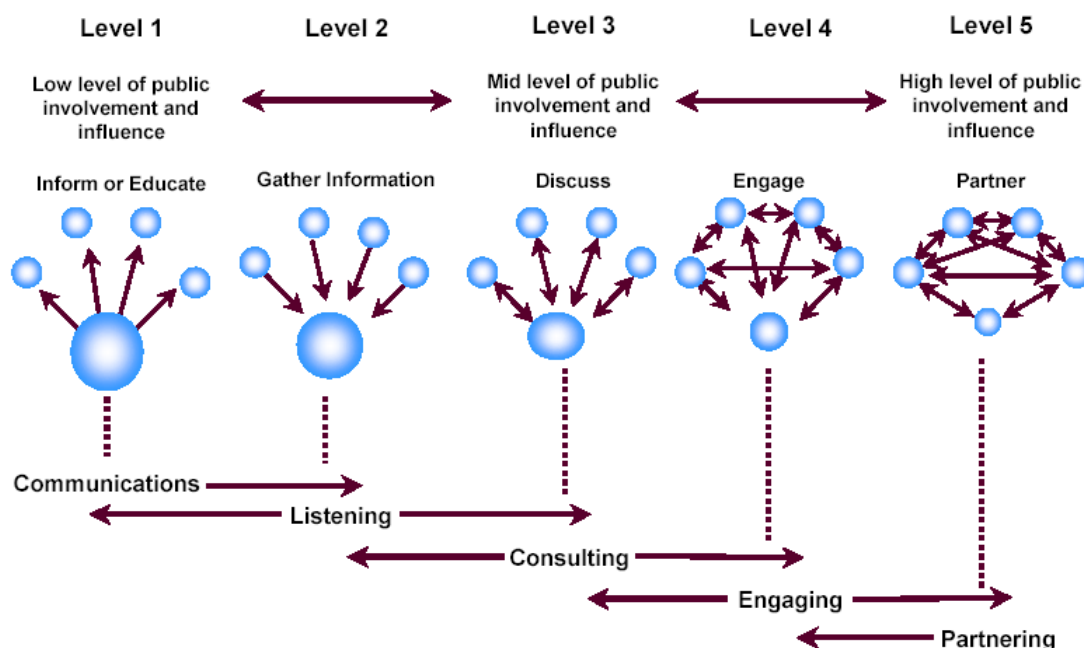 Level 1
Level 2
Level 3
Level 4
Level 5
Low level of public
involvement and
influence
Mid level of public
involvement and
influence
High level of public
involvement and
influence
Inform or Educate
Gather Information
Discuss
Engage
Partner
Communications
Listening
Consulting
Engaging
Partnering